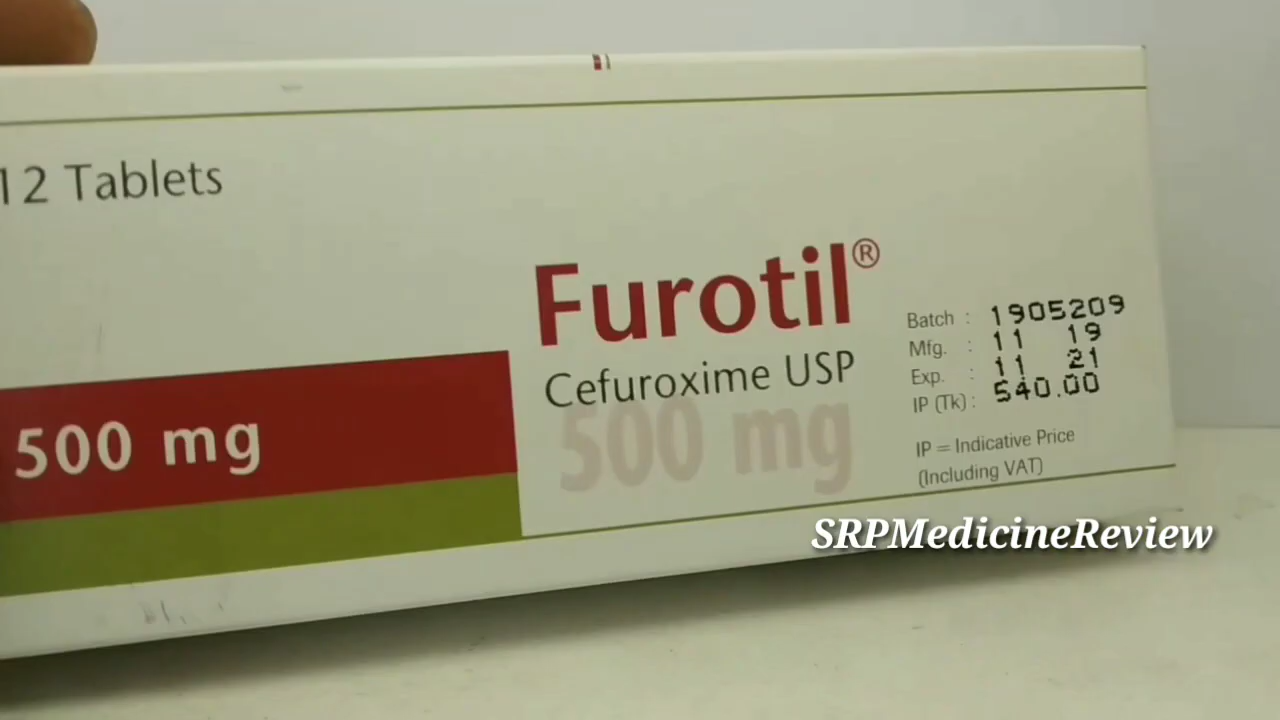 12 Tablets
500 mg
Furotil®
Cefuroxime USP
500 mg
Batch : 1905209
Mfg. : 11 19
Exp. : 11 21
IP (Tk) : 540.00
IP = Indicative Price
(Including VAT)
SRPMedicineReview